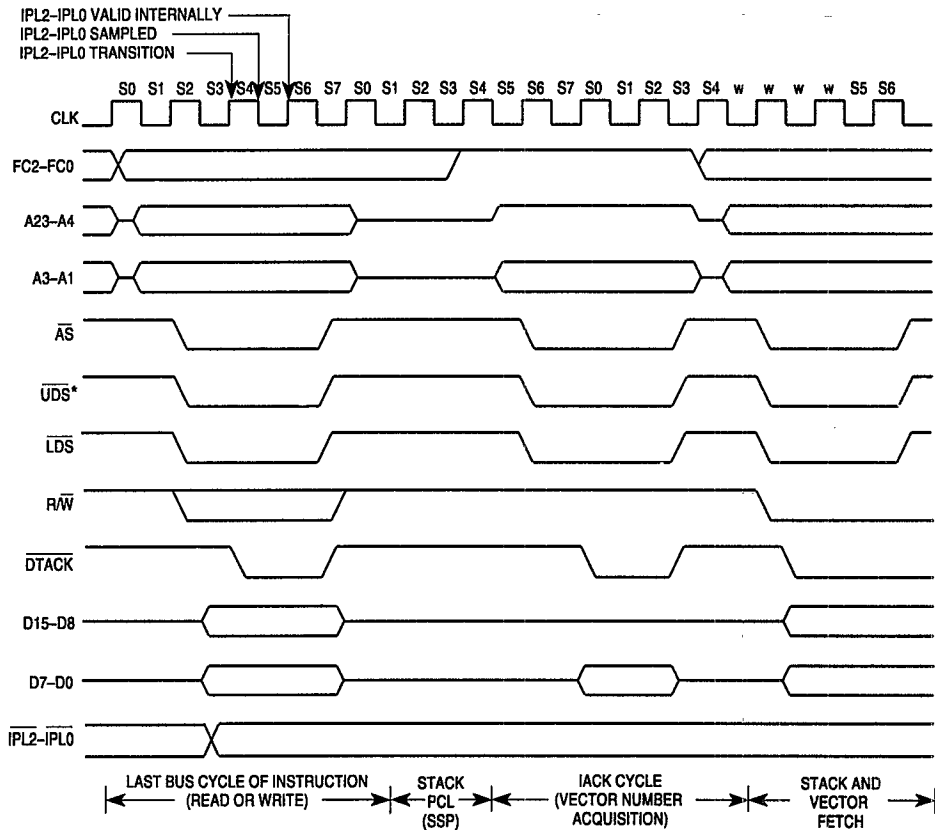 IPL2–IPL0 VALID INTERNALLY
IPL2–IPL0 SAMPLED
IPL2–IPL0 TRANSITION
S0 S1 S2 S3 S4 S5 S6 S7 S0 S1 S2 S3 S4 S5 S6 S7 S0 S1 S2 S3 S4 w w w w S5 S6
CLK
FC2–FC0
A23–A4
A3–A1
AS
UDS*
LDS
R/W
DTACK
D15–D8
D7–D0
IPL2–IPL0
LAST BUS CYCLE OF INSTRUCTION
(READ OR WRITE)
STACK
PCL
(SSP)
IACK CYCLE
(VECTOR NUMBER
ACQUISITION)
STACK AND
VECTOR
FETCH